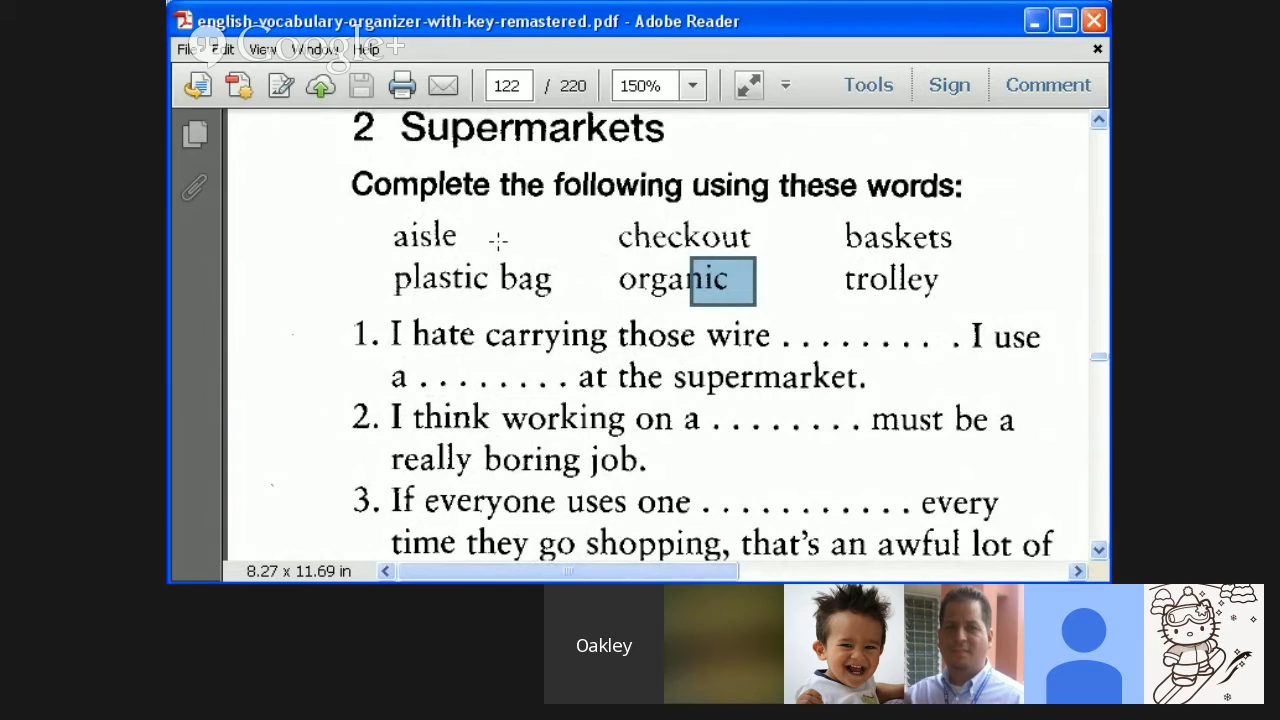 english-vocabulary-organizer-with-key-remastered.pdf - Adobe Reader
Google+
File Edit View Window Help
122 / 220 150% Tools Sign Comment
2 Supermarkets
Complete the following using these words:
aisle checkout baskets
plastic bag organic trolley
1. I hate carrying those wire . . . . . . . . . . I use
a . . . . . . . . at the supermarket.
2. I think working on a . . . . . . . . must be a
really boring job.
3. If everyone uses one . . . . . . . . . . . every
time they go shopping, that's an awful lot of
8.27 x 11.69 in
Oakley